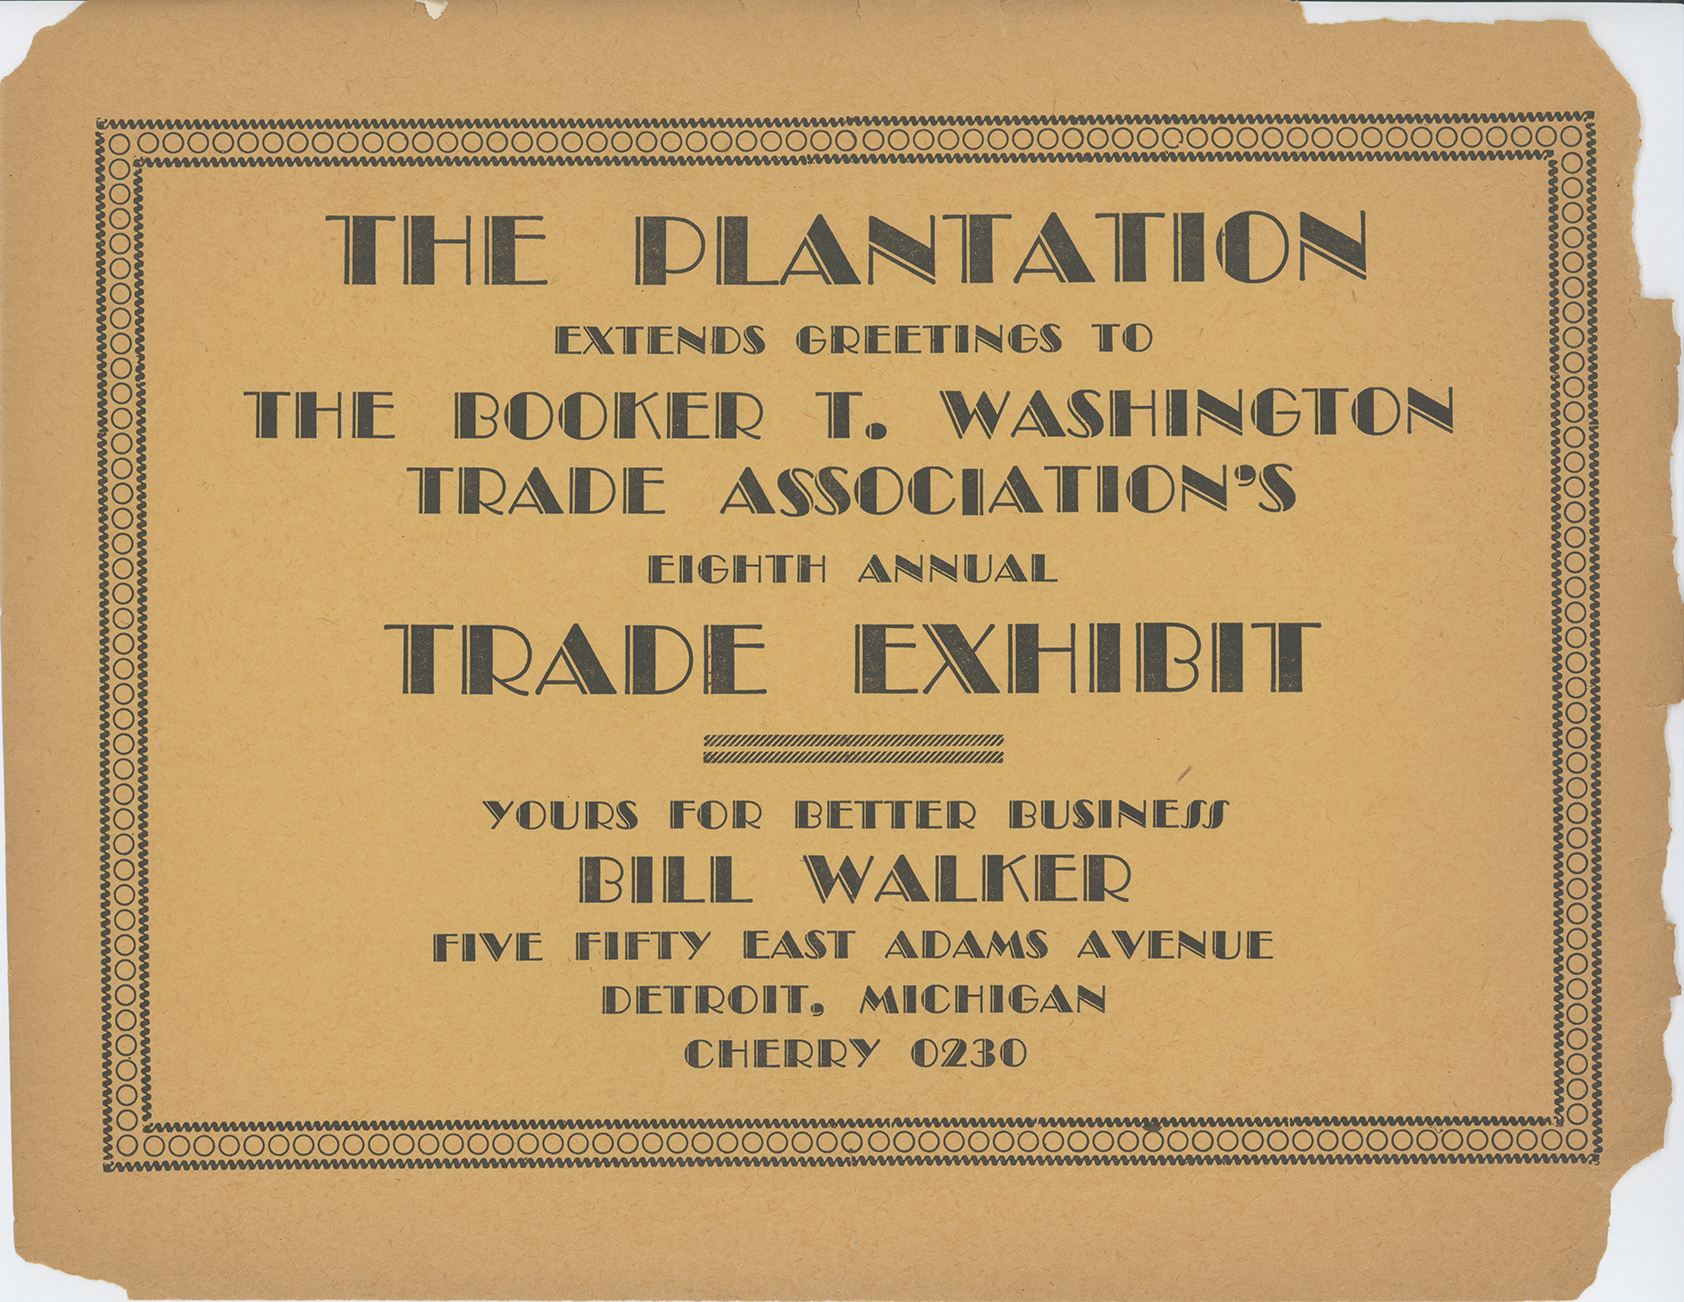 THE PLANTATION
EXTENDS GREETINGS TO
THE BOOKER T. WASHINGTON
TRADE ASSOCIATION'S
EIGHTH ANNUAL
TRADE EXHIBIT
YOURS FOR BETTER BUSINESS
BILL WALKER
FIVE FIFTY EAST ADAMS AVENUE
DETROIT, MICHIGAN
CHERRY 0230